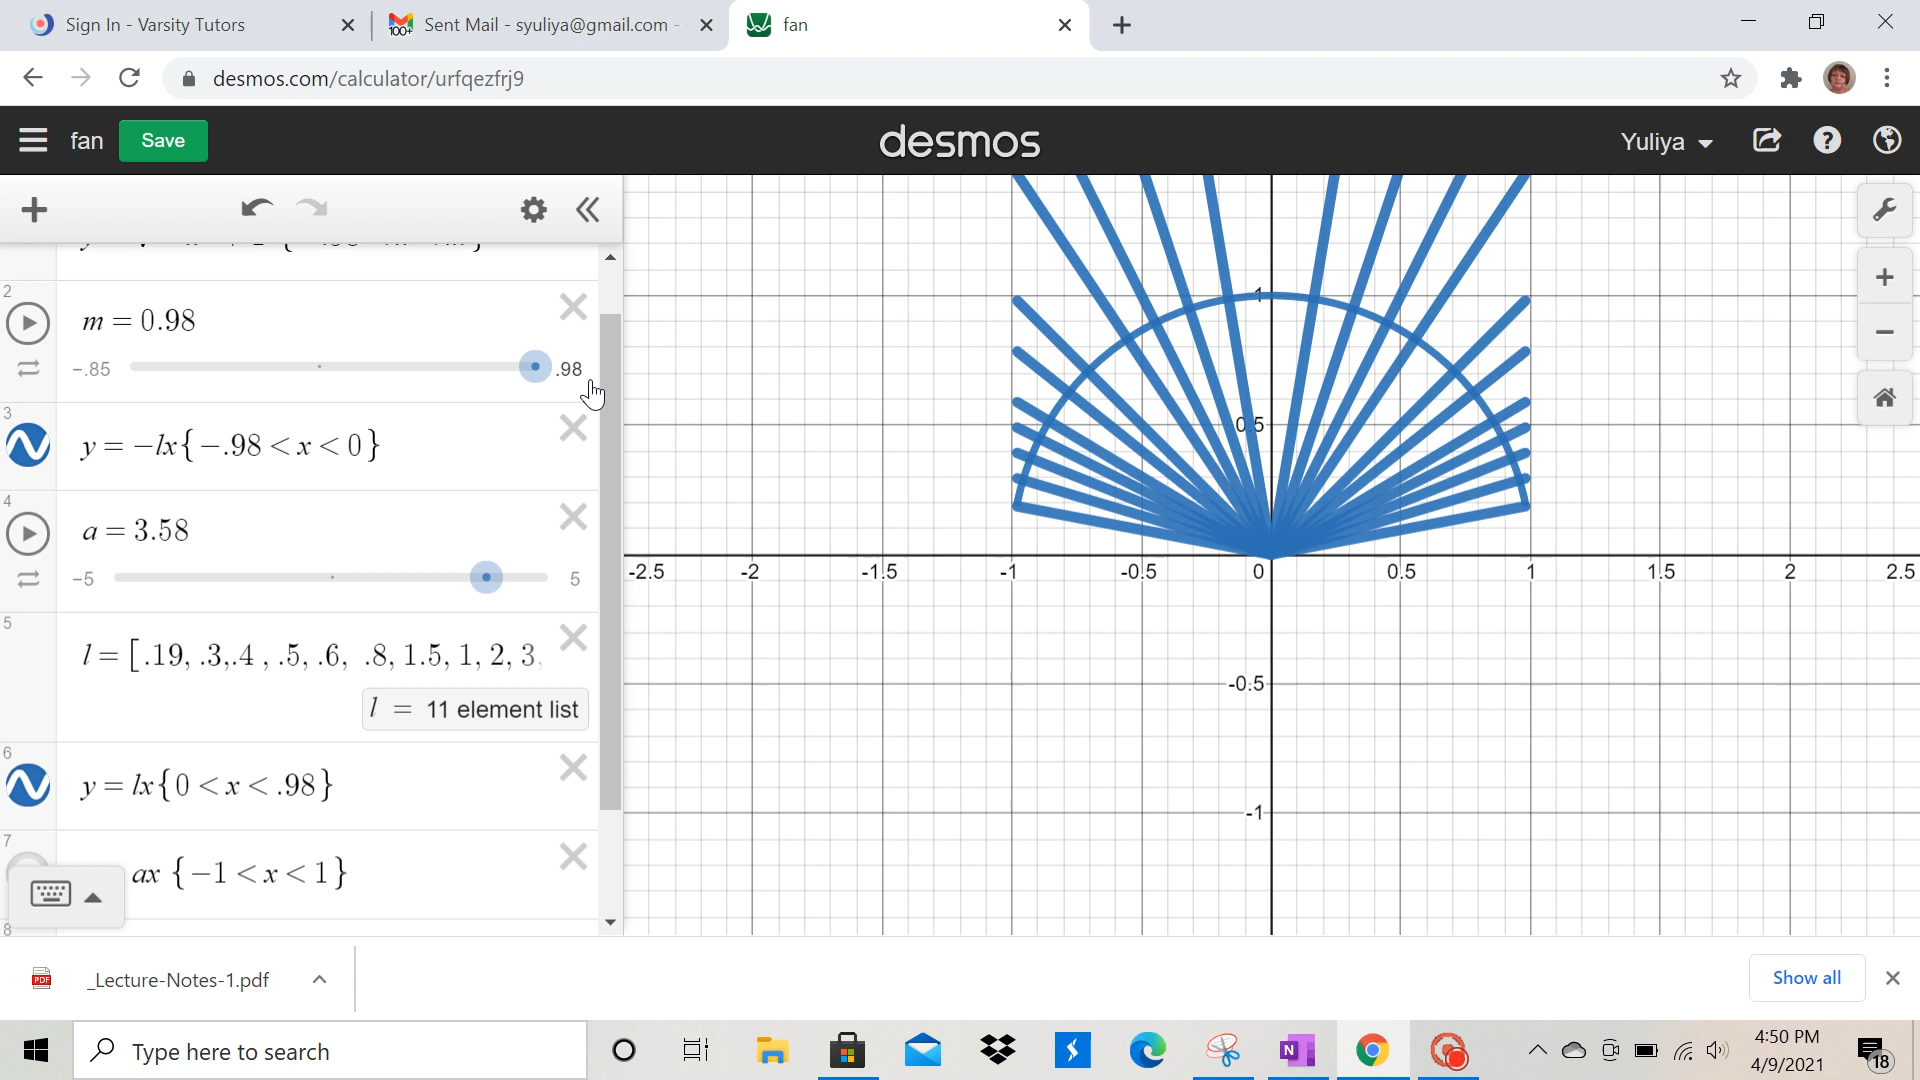 Sign In - Varsity Tutors
100+
Sent Mail - syuliya@gmail.com -
fan
desmos.com/calculator/urfqezfrj9
fan
Save
desmos
Yuliya
2
m = 0.98
-.85
.98
3
y = -lx{-.98 < x < 0}
4
a = 3.58
-5
5
5
l = [.19, .3,.4 , .5, .6, .8, 1.5, 1, 2, 3,
l = 11 element list
6
y = lx{0 < x < .98}
7
ax {-1 < x < 1}
8
1
0.5
-2.5
-2
-1.5
-1
-0.5
0
0.5
1
1.5
2
2.5
-0.5
-1
PDF
_Lecture-Notes-1.pdf
Show all
Type here to search
4:50 PM
4/9/2021
18